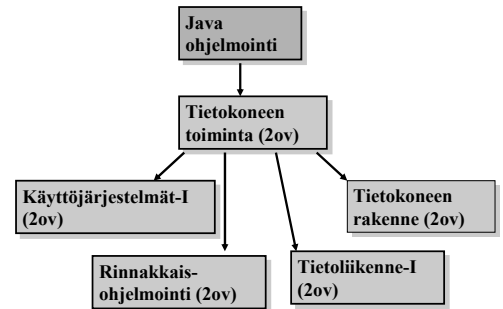 Java
ohjelmointi
Tietokoneen
toiminta (2ov)
Käyttöjärjestelmät-I
(2ov)
Tietokoneen
rakenne (2ov)
Rinnakkais-
ohjelmointi (2ov)
Tietoliikenne-I
(2ov)